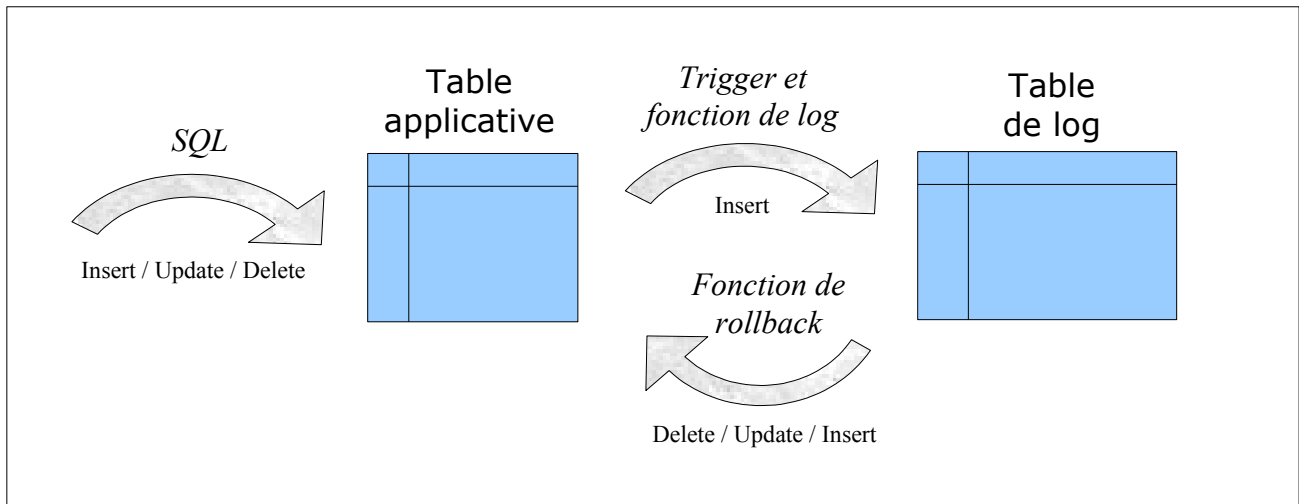 SQL
Insert / Update / Delete
Table
applicative
Trigger et
fonction de log
Insert
Fonction de
rollback
Delete / Update / Insert
Table
de log